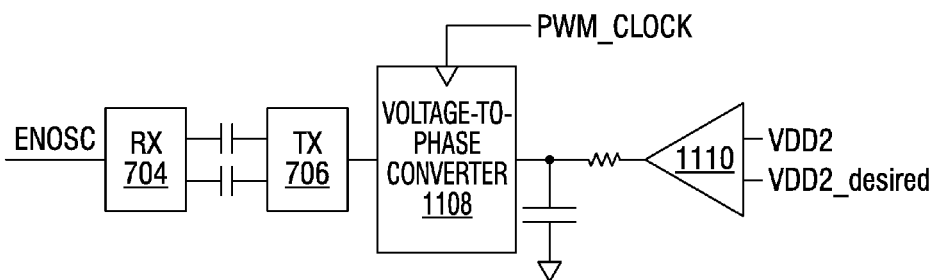 PWM_CLOCK
ENOSC
RX
704
TX
706
VOLTAGE-TO-
PHASE
CONVERTER
1108
1110
VDD2
VDD2_desired